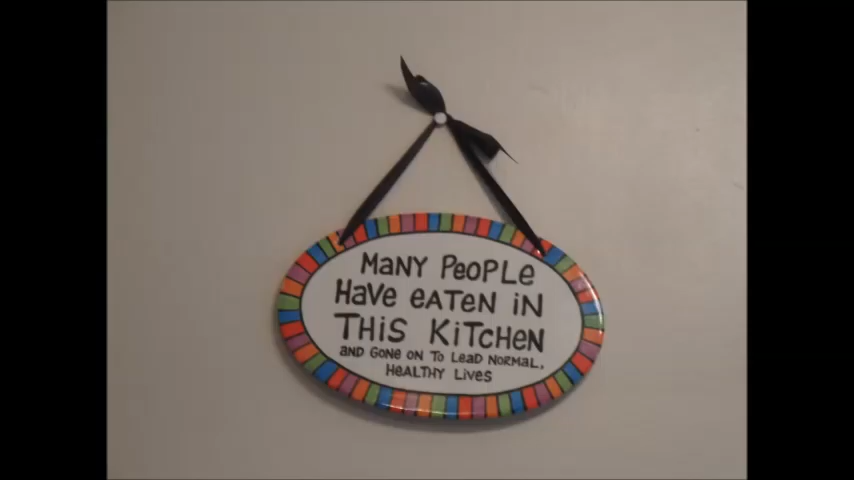 MANY PEOPLE
HAVE EATEN iN
THiS KiTCHEN
AND GONE ON TO LEAD NORMAL,
HEALTHY LiVES